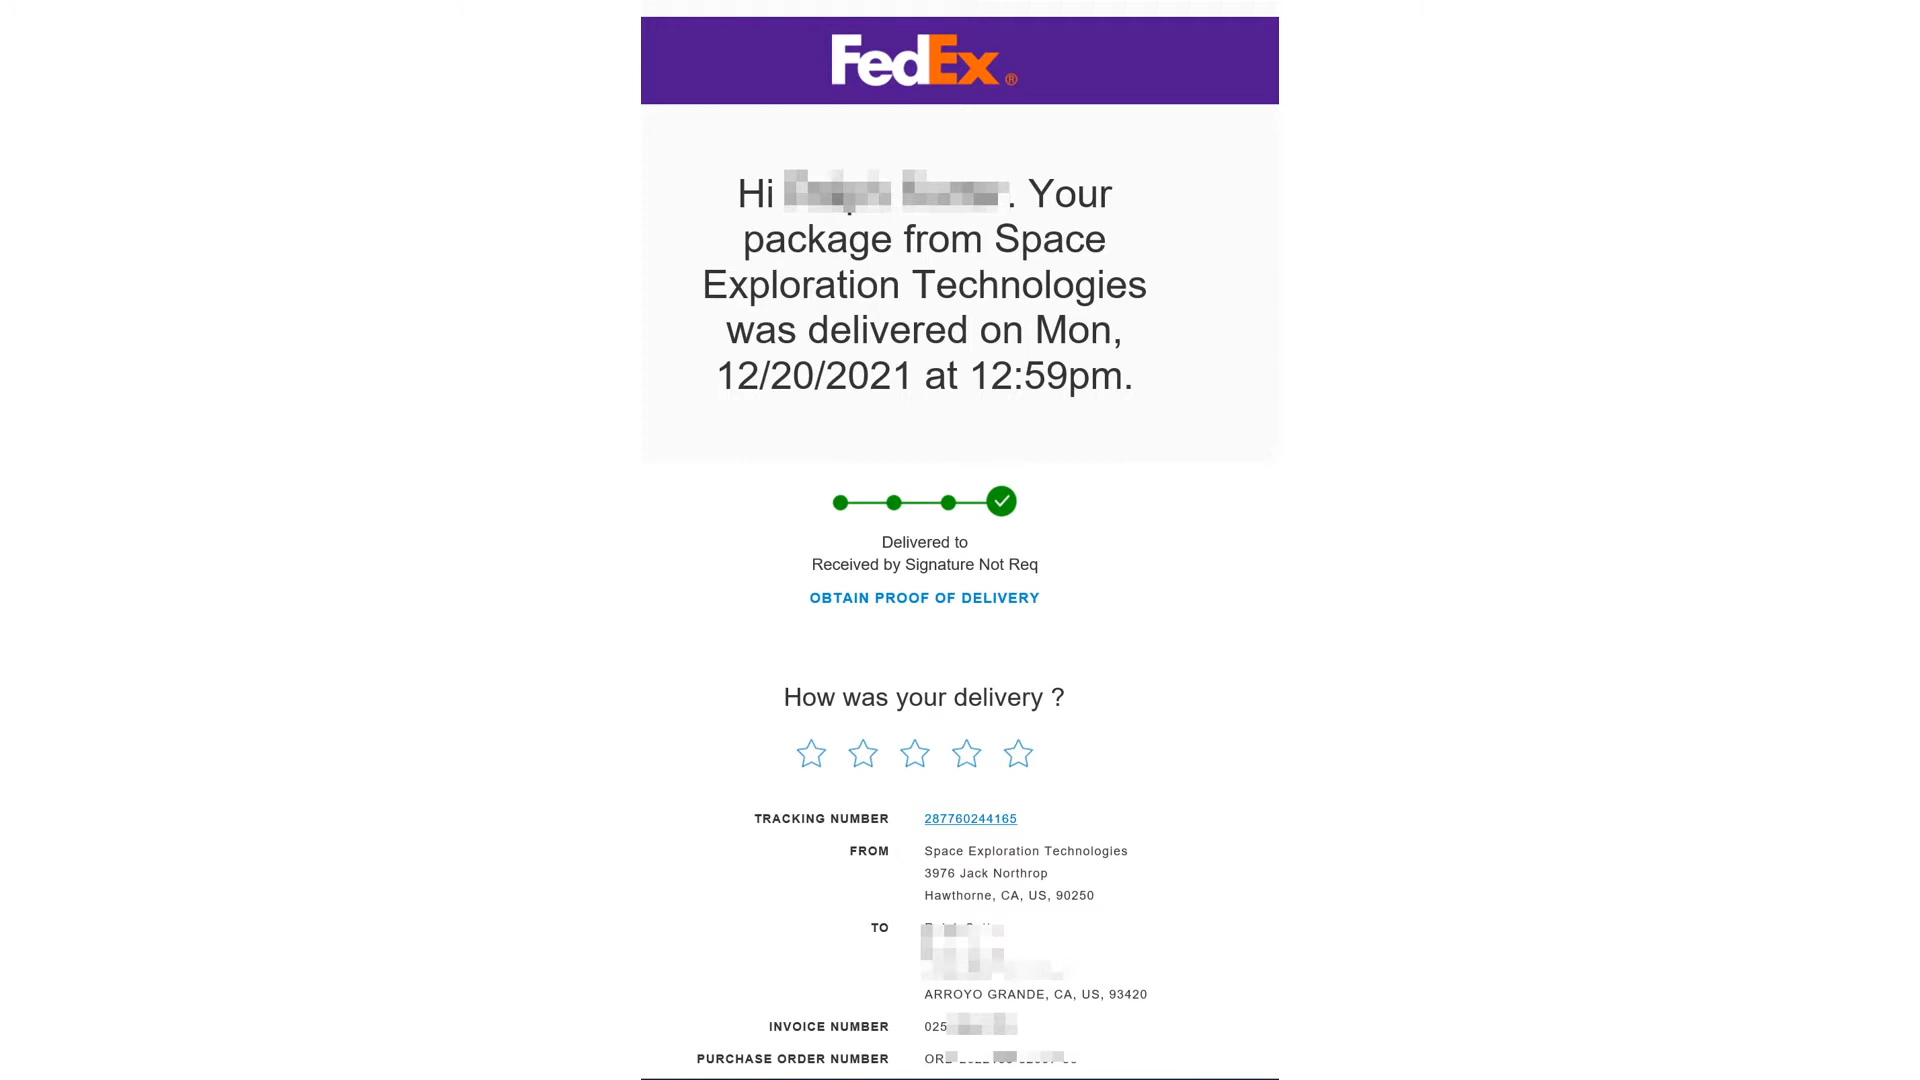 FedEx®
Hi . Your
package from Space
Exploration Technologies
was delivered on Mon,
12/20/2021 at 12:59pm.
Delivered to
Received by Signature Not Req
OBTAIN PROOF OF DELIVERY
How was your delivery ?
TRACKING NUMBER 287760244165
FROM Space Exploration Technologies
3976 Jack Northrop
Hawthorne, CA, US, 90250
TO
ARROYO GRANDE, CA, US, 93420
INVOICE NUMBER 025
PURCHASE ORDER NUMBER